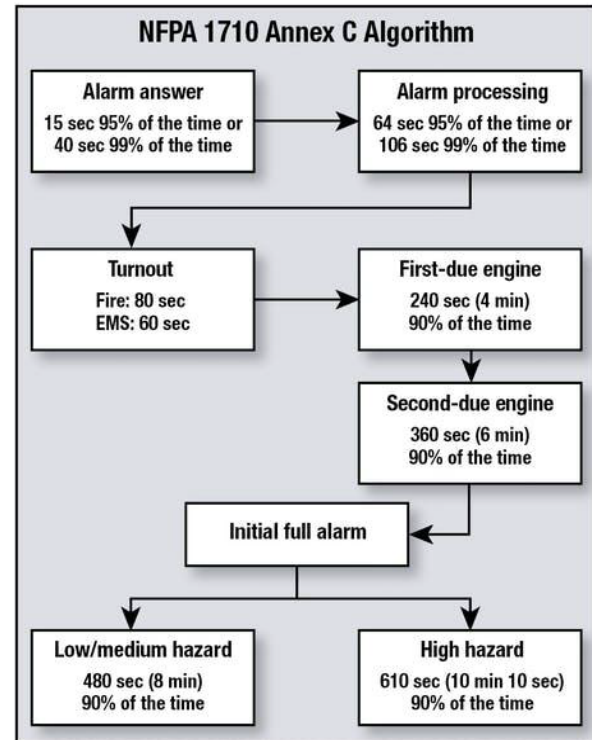 NFPA 1710 Annex C Algorithm
Alarm answer
15 sec 95% of the time or
40 sec 99% of the time
Alarm processing
64 sec 95% of the time or
106 sec 99% of the time
Turnout
Fire: 80 sec
EMS: 60 sec
First-due engine
240 sec (4 min)
90% of the time
Second-due engine
360 sec (6 min)
90% of the time
Initial full alarm
Low/medium hazard
480 sec (8 min)
90% of the time
High hazard
610 sec (10 min 10 sec)
90% of the time